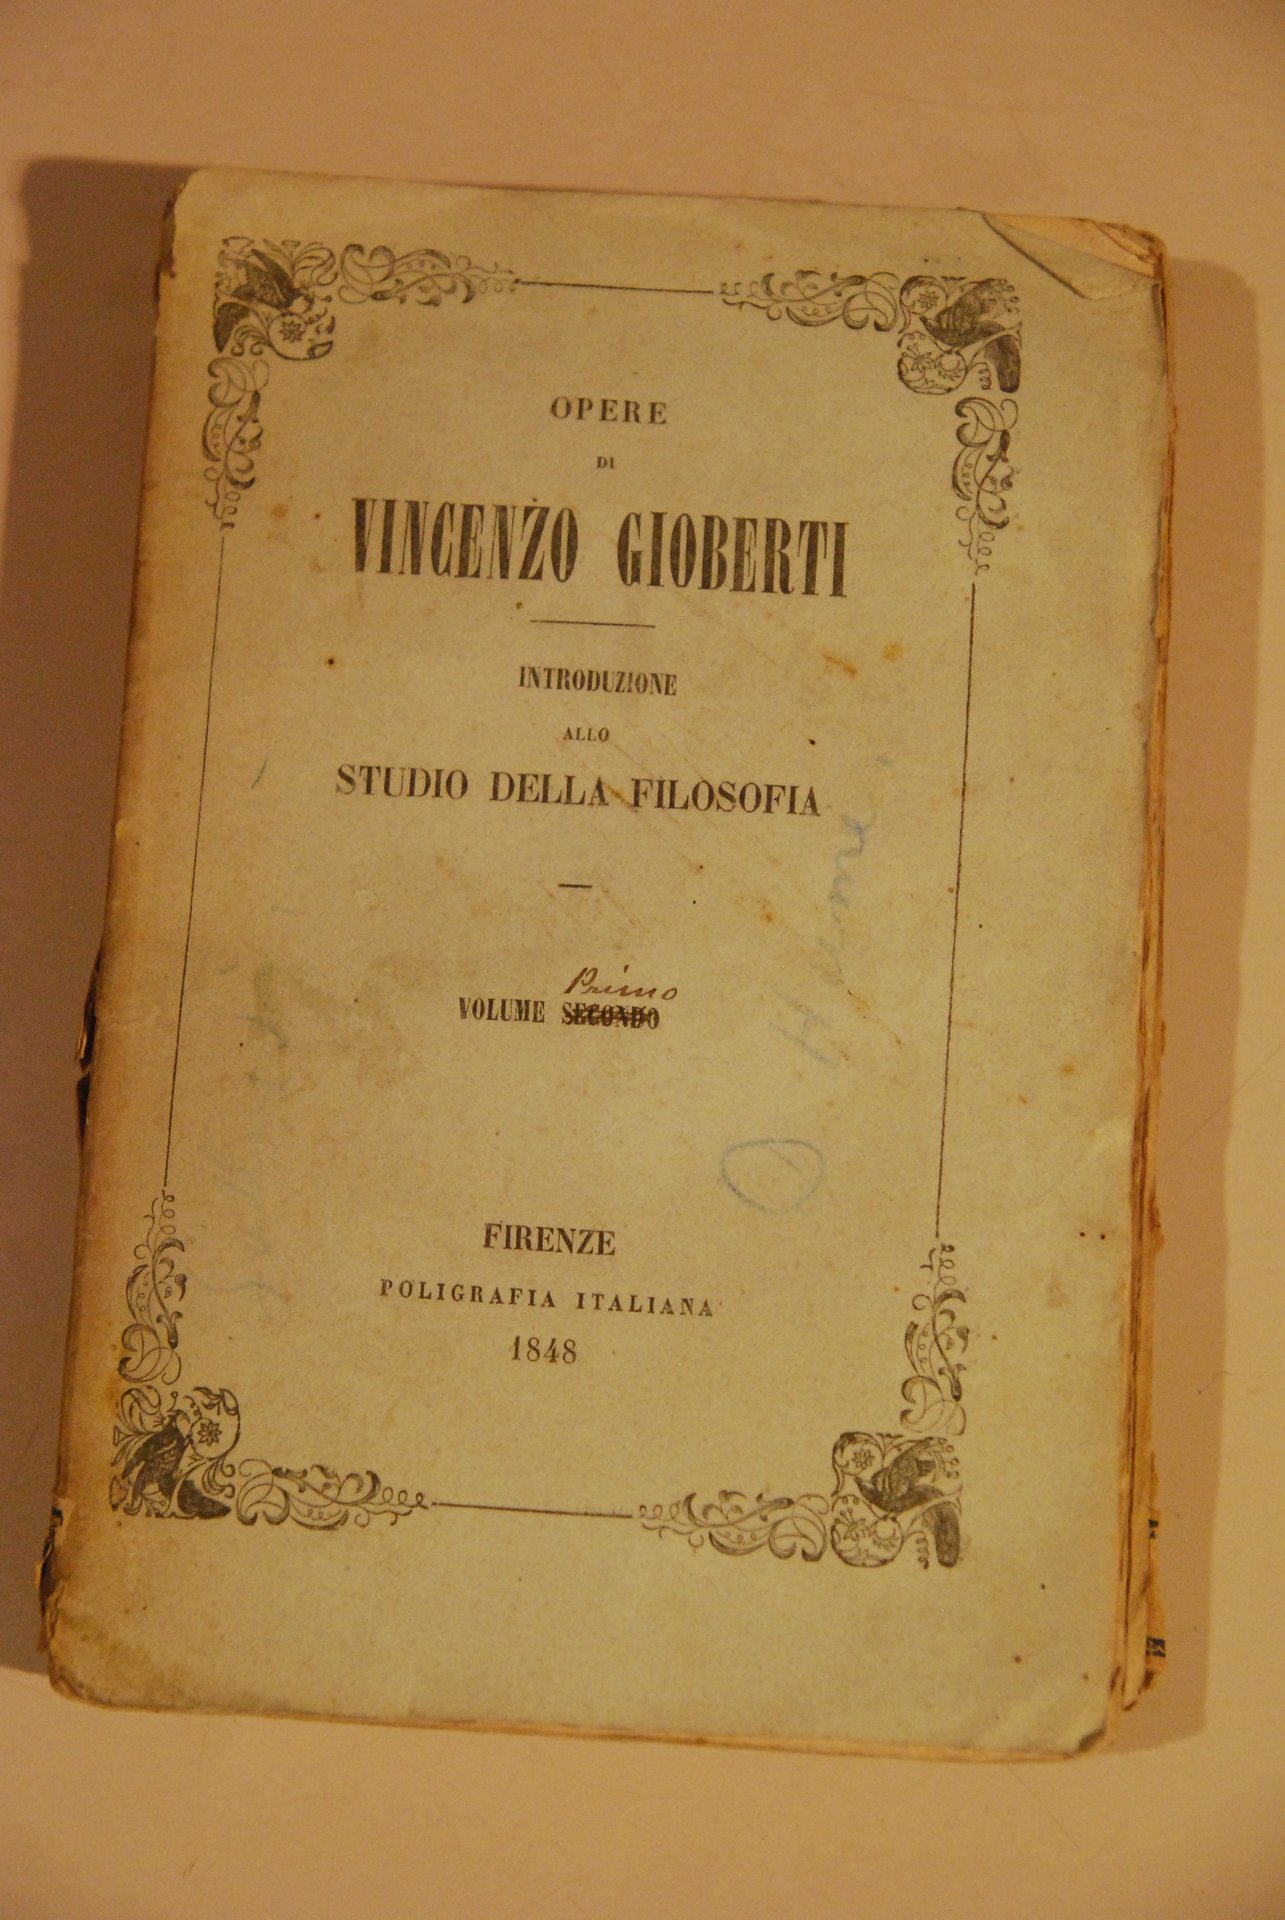 OPERE
DI
VINCENZO GIOBERTI
INTRODUZIONE
ALLO
STUDIO DELLA FILOSOFIA
Primo
VOLUME SECONDO
FIRENZE
POLIGRAFIA ITALIANA
1848